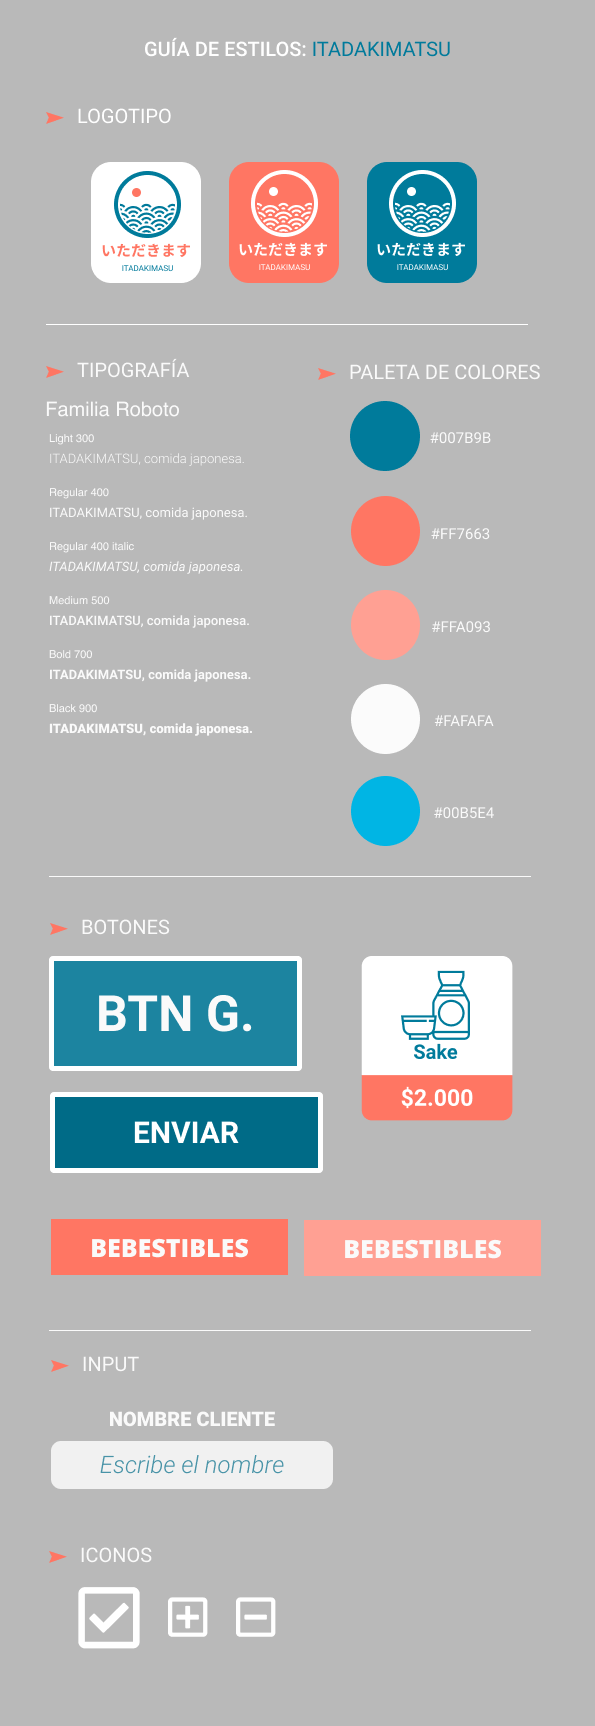 GUÍA DE ESTILOS: ITADAKIMATSU
LOGOTIPO
いただきます
ITADAKIMASU
いただきます
ITADAKIMASU
いただきます
ITADAKIMASU
TIPOGRAFÍA
Familia Roboto
Light 300
ITADAKIMATSU, comida japonesa.
Regular 400
ITADAKIMATSU, comida japonesa.
Regular 400 italic
ITADAKIMATSU, comida japonesa.
Medium 500
ITADAKIMATSU, comida japonesa.
Bold 700
ITADAKIMATSU, comida japonesa.
Black 900
ITADAKIMATSU, comida japonesa.
PALETA DE COLORES
#007B9B
#FF7663
#FFA093
#FAFAFA
#00B5E4
BOTONES
BTN G.
ENVIAR
Sake
$2.000
BEBESTIBLES
BEBESTIBLES
INPUT
NOMBRE CLIENTE
Escribe el nombre
ICONOS